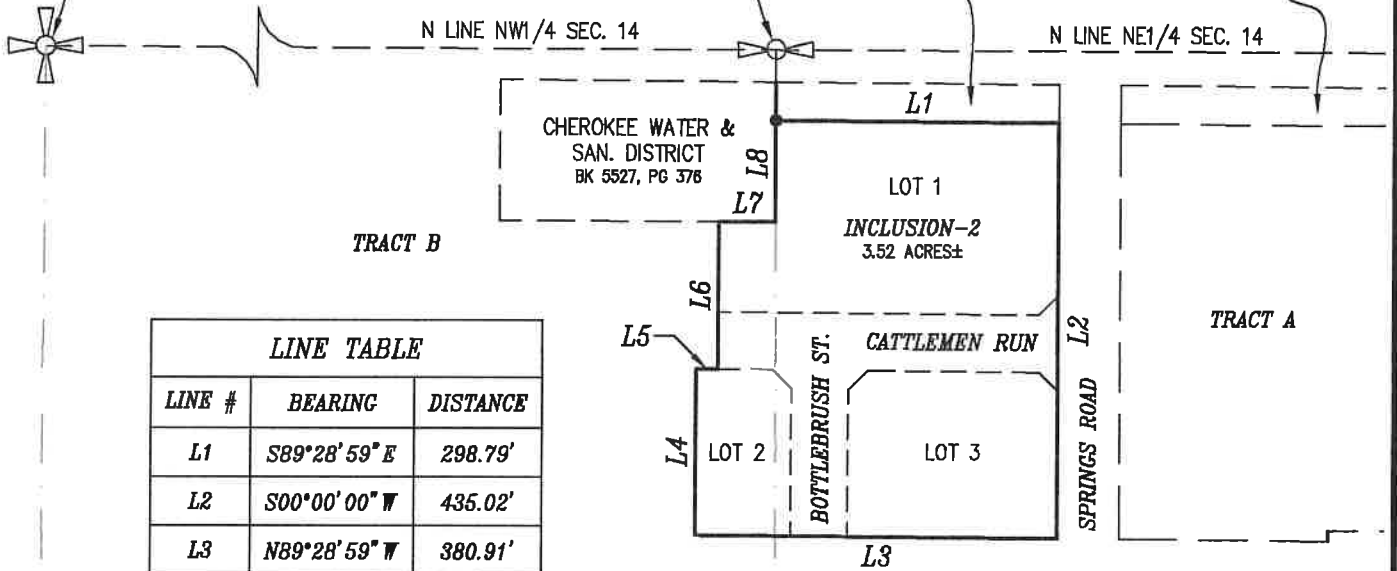 N LINE NW1/4 SEC. 14
N LINE NE1/4 SEC. 14
L1
CHEROKEE WATER &
SAN. DISTRICT
BK 5527, PG 376
L8
L7
LOT 1
INCLUSION-2
3.52 ACRES±
TRACT B
L6
L5
CATTLEMEN RUN
L2
TRACT A
BOTTLEBRUSH ST.
L4
LOT 2
LOT 3
SPRINGS ROAD
L3
LINE TABLE
LINE # BEARING DISTANCE
L1 S89°28'59"E 298.79'
L2 S00°00'00"W 435.02'
L3 N89°28'59"W 380.91'